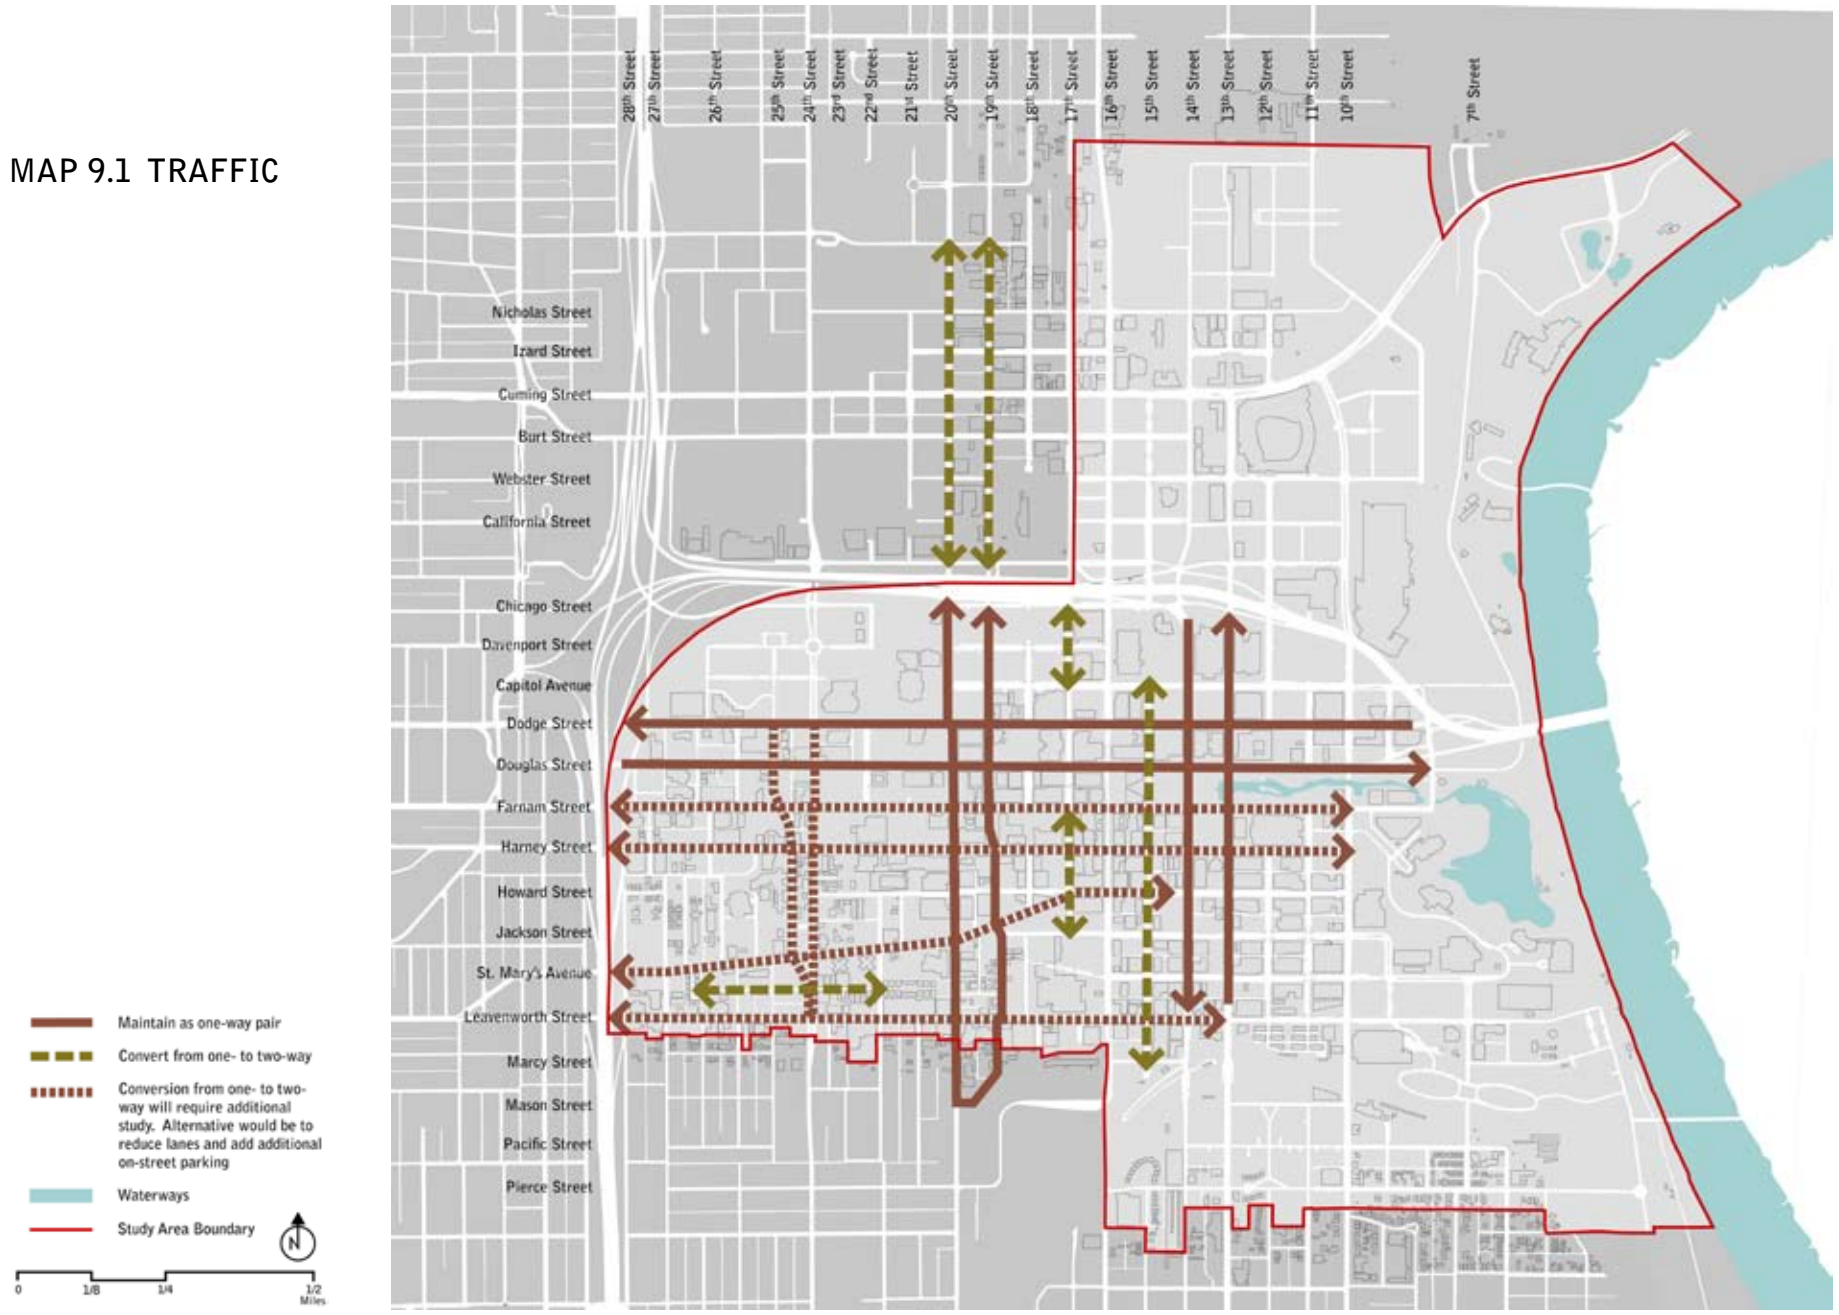 MAP 9.1 TRAFFIC
28th Street
27th Street
26th Street
25th Street
24th Street
23rd Street
22nd Street
21st Street
20th Street
19th Street
18th Street
17th Street
16th Street
15th Street
14th Street
13th Street
12th Street
11th Street
10th Street
7th Street
Nicholas Street
Izard Street
Cuming Street
Burt Street
Webster Street
California Street
Chicago Street
Davenport Street
Capitol Avenue
Dodge Street
Douglas Street
Farnam Street
Harney Street
Howard Street
Jackson Street
St. Mary's Avenue
Leavenworth Street
Marcy Street
Mason Street
Pacific Street
Pierce Street
Maintain as one-way pair
Convert from one- to two-way
Conversion from one- to two-
way will require additional
study. Alternative would be to
reduce lanes and add additional
on-street parking
Waterways
Study Area Boundary
N
0 1/8 1/4 1/2
Miles